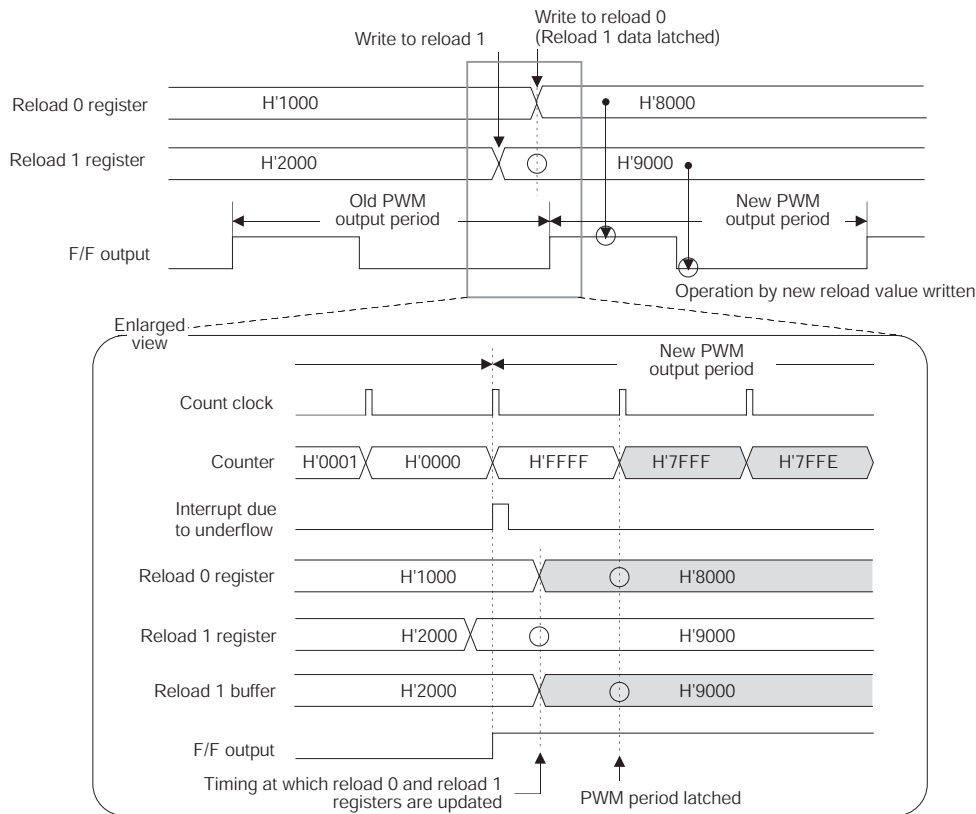 Write to reload 0
(Reload 1 data latched)
Write to reload 1
Reload 0 register
H'1000
H'8000
Reload 1 register
H'2000
H'9000
Old PWM
output period
New PWM
output period
F/F output
Operation by new reload value written
Enlarged
view
New PWM
output period
Count clock
Counter
H'0001
H'0000
H'FFFF
H'7FFF
H'7FFE
Interrupt due
to underflow
Reload 0 register
H'1000
H'8000
Reload 1 register
H'2000
H'9000
Reload 1 buffer
H'2000
H'9000
F/F output
Timing at which reload 0 and reload 1
registers are updated
PWM period latched